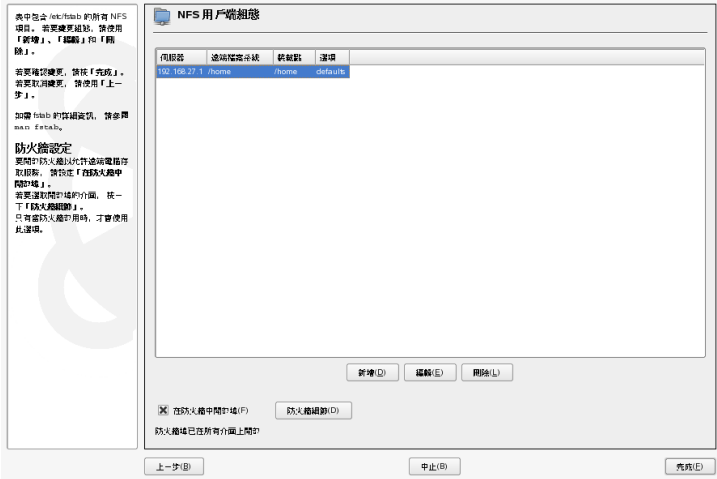 表中包含 /etc/fstab 的所有 NFS
項目。 若要變更組態, 請使用
「新增」、「編輯」和「刪
除」。
若要確認變更, 請按「完成」。
若要取消變更, 請使用「上一
步」。
如需 fstab 的詳細資訊, 請參閱
man fstab。
防火牆設定
要開啟防火牆以允許遠端電腦存
取服務, 請設定「在防火牆中
開啟埠」。
若要選取開啟埠的介面, 按一
下「防火牆細節」。
只有當防火牆啟用時, 才會使用
此選項。
NFS 用戶端組態
伺服器 遠端檔案系統 裝載點 選項
192.168.27.1 /home /home defaults
新增(D) 編輯(E) 刪除(L)
在防火牆中開啟埠(F) 防火牆細節(D)
防火牆埠已在所有介面上開啟
上一步(B) 中止(B) 完成(F)